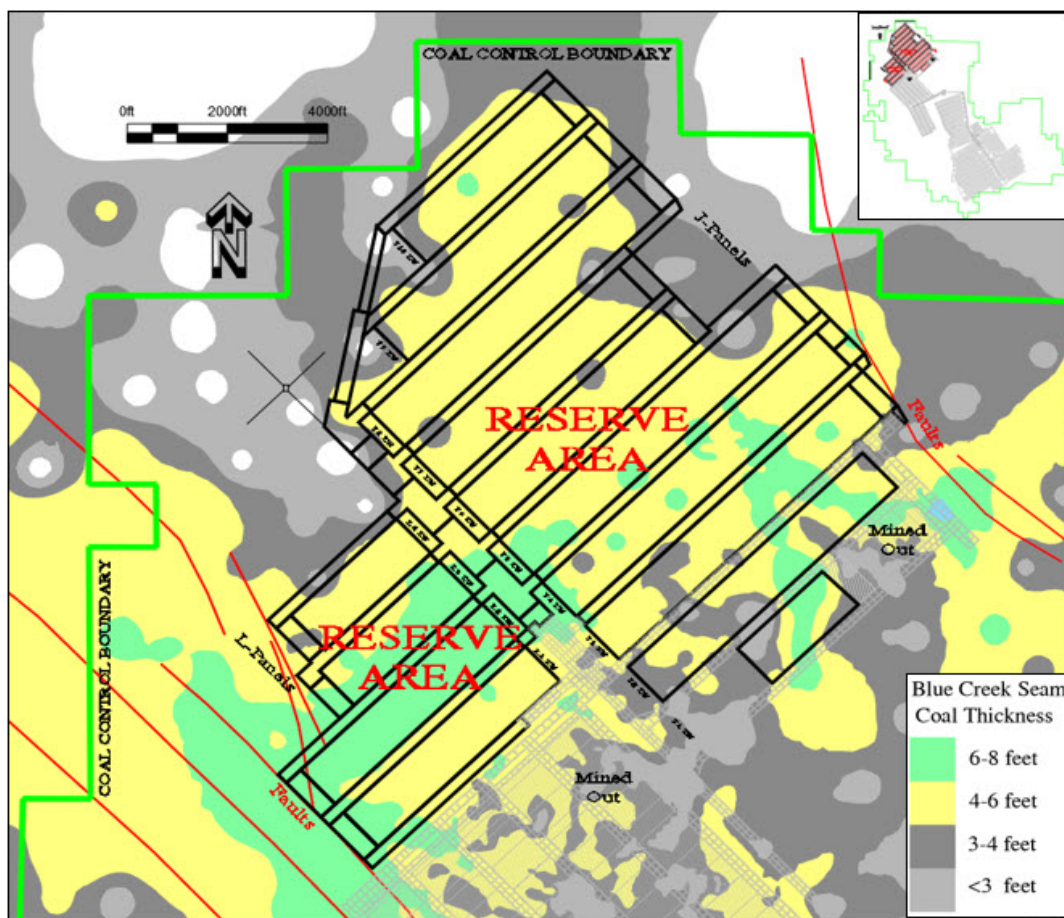 COAL CONTROL BOUNDARY
0ft 2000ft 4000ft
N
J-Panels
RESERVE
AREA
Faults
Mined
Out
RESERVE
AREA
L-Panels
COAL CONTROL BOUNDARY
Faults
Mined
Out
Blue Creek Seam
Coal Thickness
6-8 feet
4-6 feet
3-4 feet
<3 feet